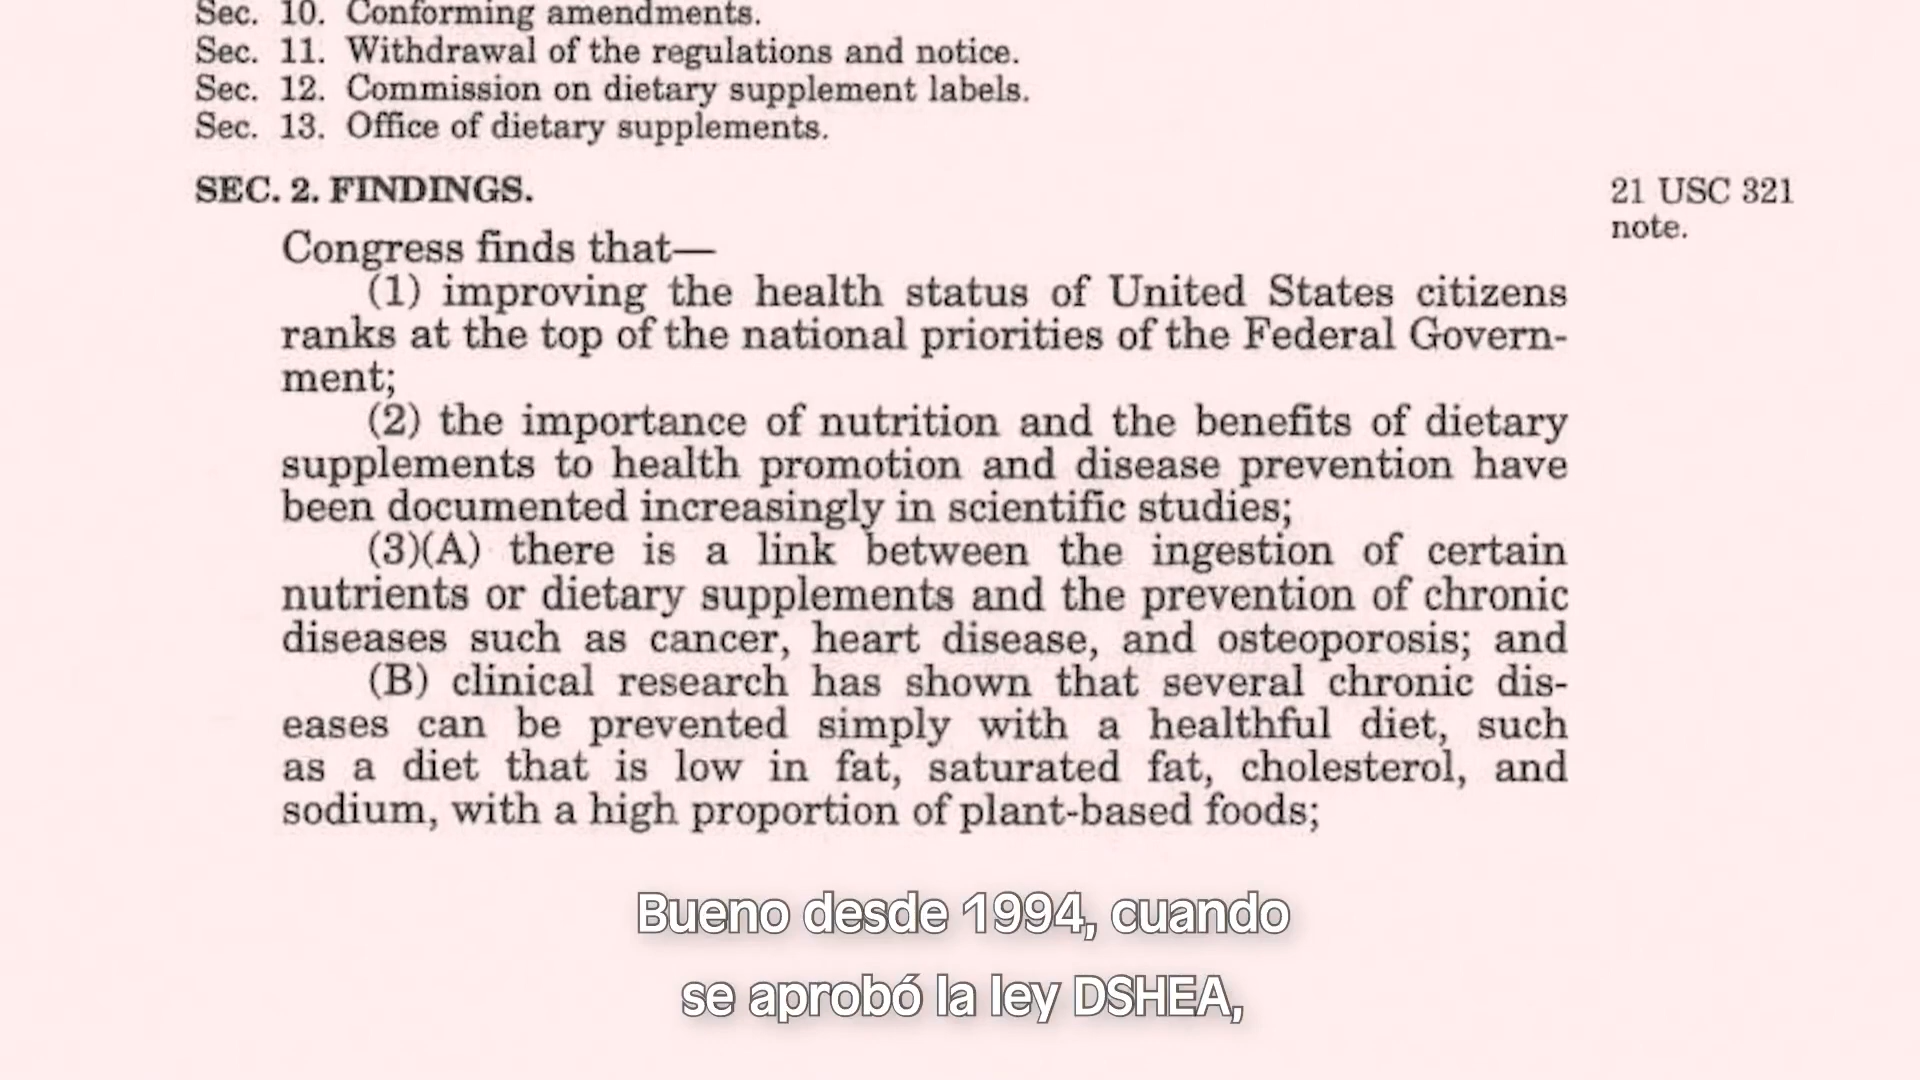 Sec. 10. Conforming amendments.
Sec. 11. Withdrawal of the regulations and notice.
Sec. 12. Commission on dietary supplement labels.
Sec. 13. Office of dietary supplements.
SEC. 2. FINDINGS.
21 USC 321
note.
Congress finds that—
(1) improving the health status of United States citizens
ranks at the top of the national priorities of the Federal Govern-
ment;
(2) the importance of nutrition and the benefits of dietary
supplements to health promotion and disease prevention have
been documented increasingly in scientific studies;
(3)(A) there is a link between the ingestion of certain
nutrients or dietary supplements and the prevention of chronic
diseases such as cancer, heart disease, and osteoporosis; and
(B) clinical research has shown that several chronic dis-
eases can be prevented simply with a healthful diet, such
as a diet that is low in fat, saturated fat, cholesterol, and
sodium, with a high proportion of plant-based foods;
Bueno desde 1994, cuando
se aprobó la ley DSHEA,